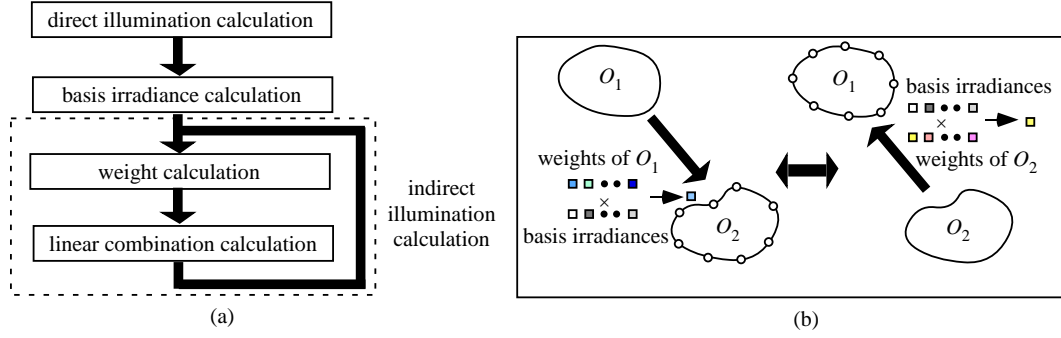 direct illumination calculation
basis irradiance calculation
weight calculation
linear combination calculation
indirect
illumination
calculation
(a)
O1
weights of O1
×
basis irradiances
O2
O1
basis irradiances
×
weights of O2
O2
(b)